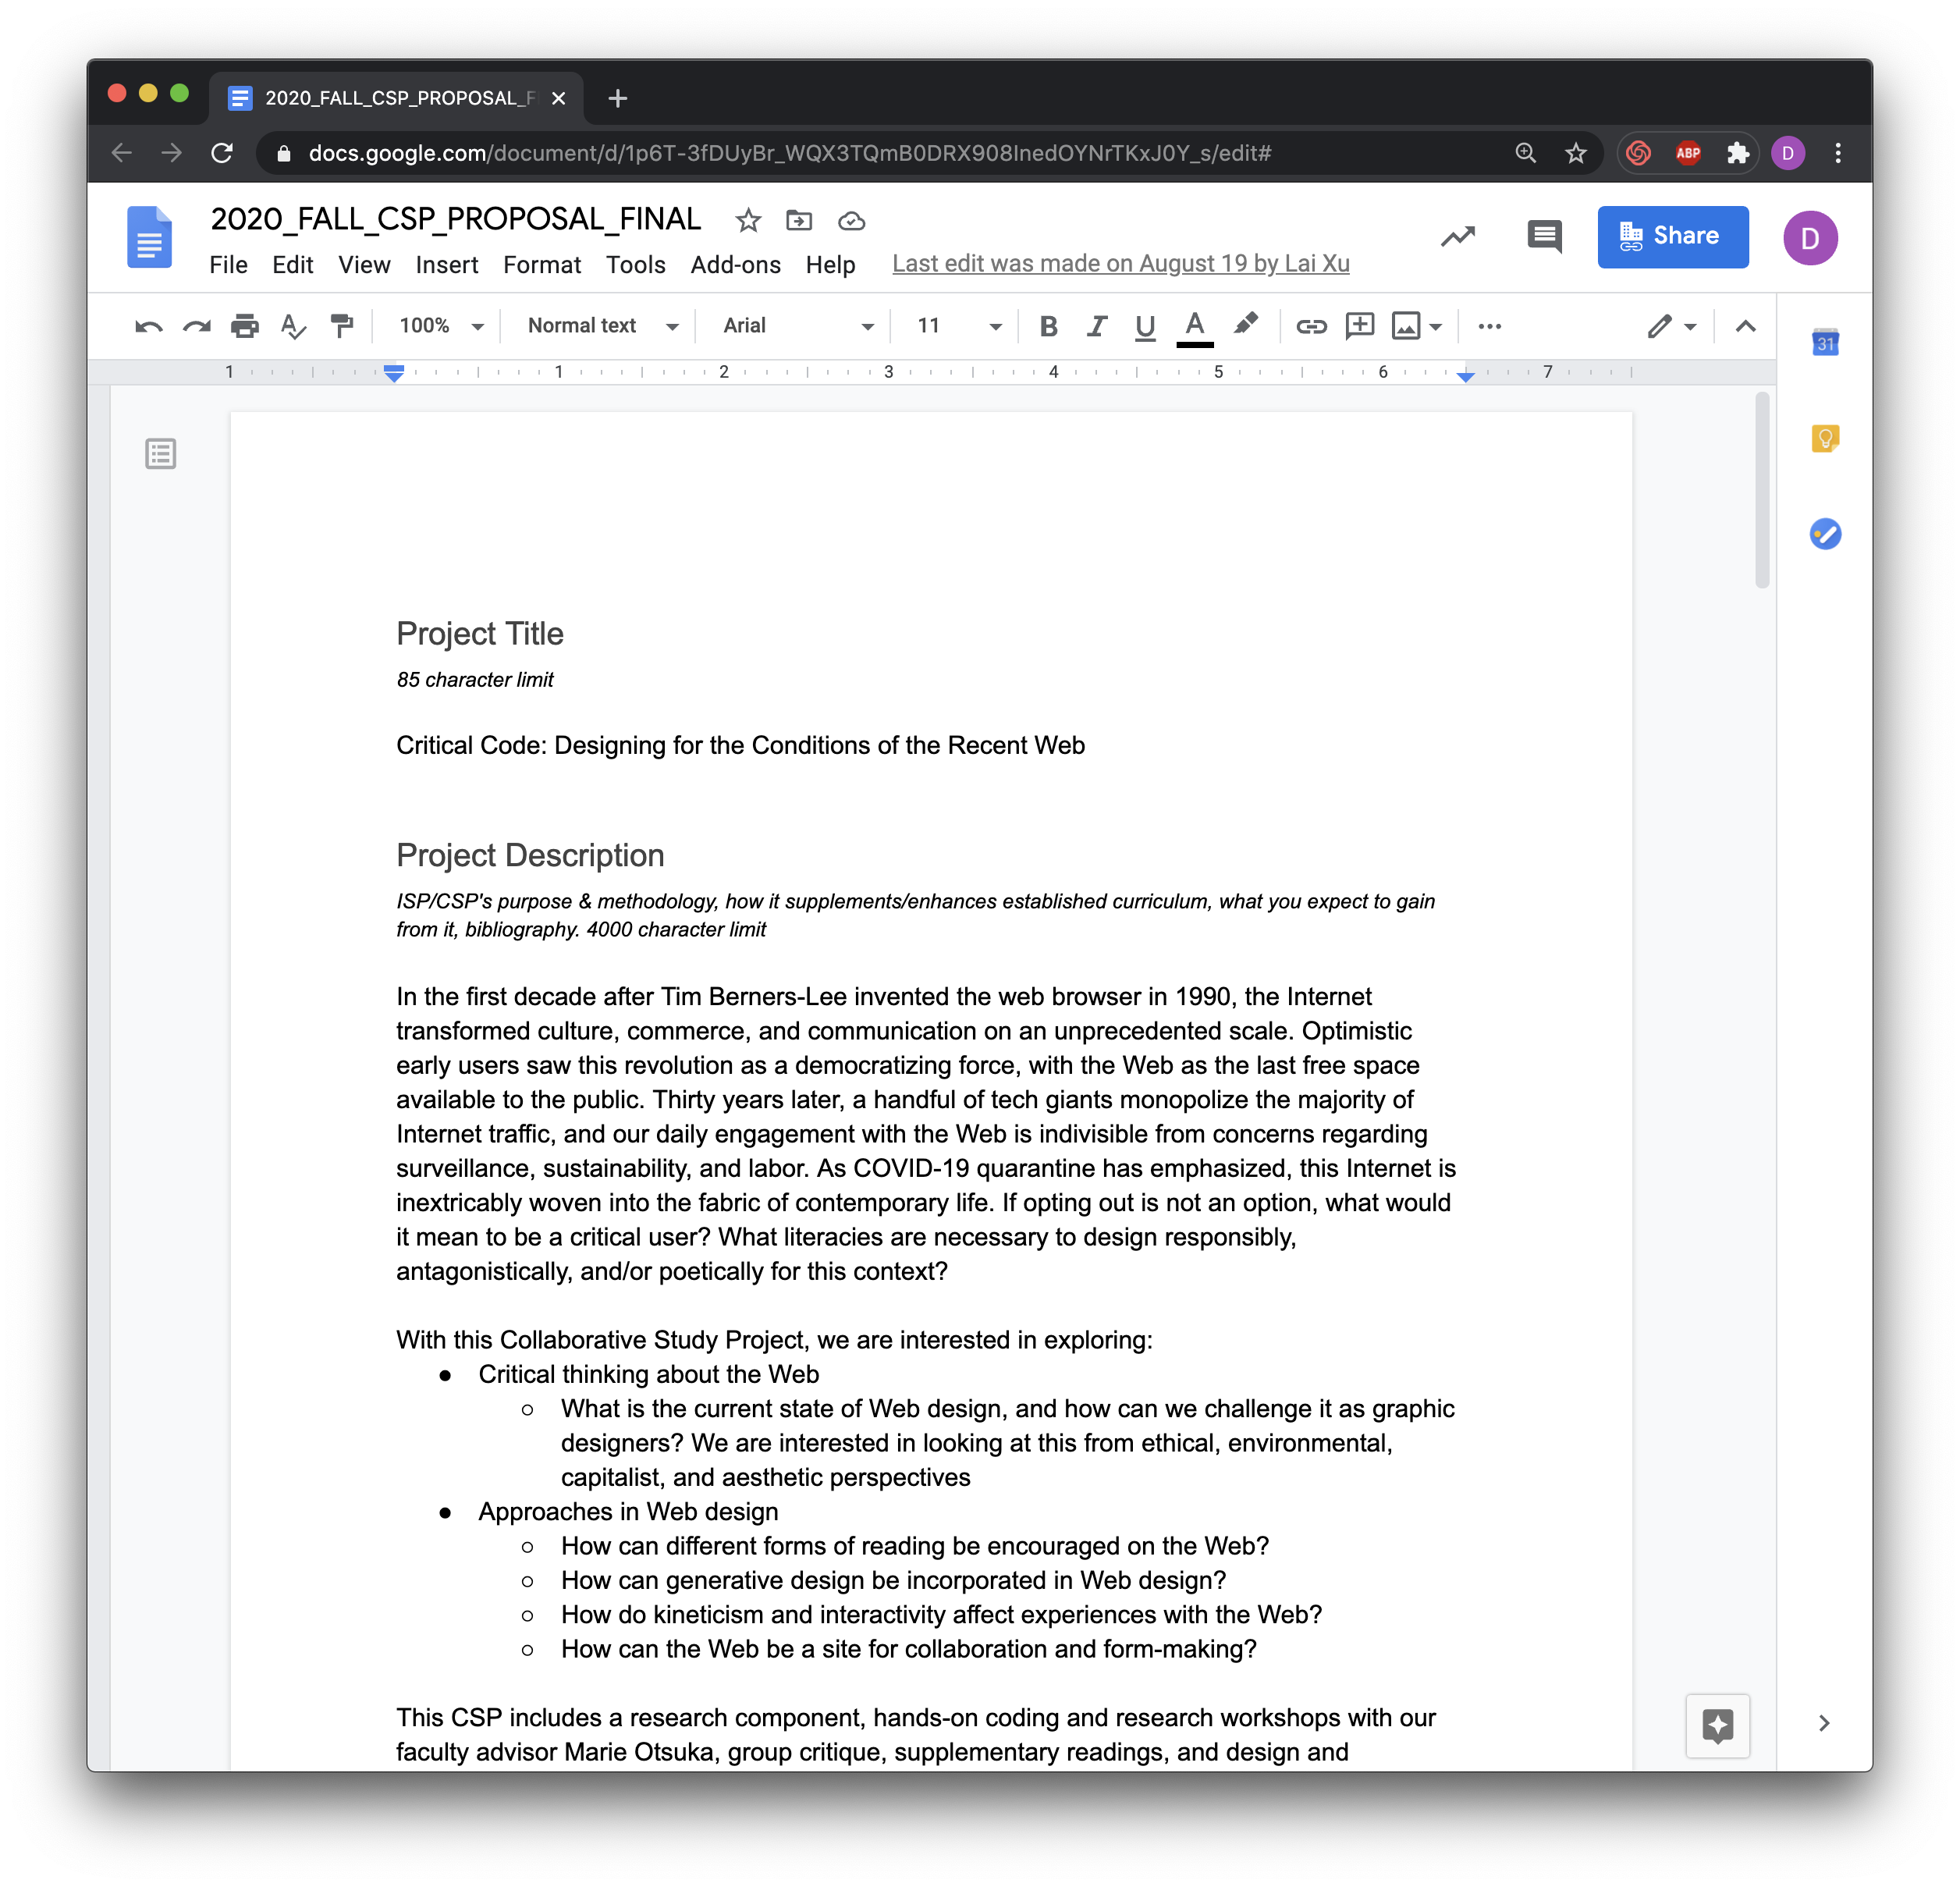 2020_FALL_CSP_PROPOSAL_F
docs.google.com/document/d/1p6T-3fDUyBr_WQX3TQmB0DRX908InedOYNrTKxJ0Y_s/edit#
ABP
D
2020_FALL_CSP_PROPOSAL_FINAL
Share
D
File Edit View Insert Format Tools Add-ons Help Last edit was made on August 19 by Lai Xu
100% Normal text Arial 11 B I U A
31
1 1 2 3 4 5 6 7
Project Title
85 character limit
Critical Code: Designing for the Conditions of the Recent Web
Project Description
ISP/CSP's purpose & methodology, how it supplements/enhances established curriculum, what you expect to gain
from it, bibliography. 4000 character limit
In the first decade after Tim Berners-Lee invented the web browser in 1990, the Internet
transformed culture, commerce, and communication on an unprecedented scale. Optimistic
early users saw this revolution as a democratizing force, with the Web as the last free space
available to the public. Thirty years later, a handful of tech giants monopolize the majority of
Internet traffic, and our daily engagement with the Web is indivisible from concerns regarding
surveillance, sustainability, and labor. As COVID-19 quarantine has emphasized, this Internet is
inextricably woven into the fabric of contemporary life. If opting out is not an option, what would
it mean to be a critical user? What literacies are necessary to design responsibly,
antagonistically, and/or poetically for this context?
With this Collaborative Study Project, we are interested in exploring:
● Critical thinking about the Web
○ What is the current state of Web design, and how can we challenge it as graphic
designers? We are interested in looking at this from ethical, environmental,
capitalist, and aesthetic perspectives
● Approaches in Web design
○ How can different forms of reading be encouraged on the Web?
○ How can generative design be incorporated in Web design?
○ How do kineticism and interactivity affect experiences with the Web?
○ How can the Web be a site for collaboration and form-making?
This CSP includes a research component, hands-on coding and research workshops with our
faculty advisor Marie Otsuka, group critique, supplementary readings, and design and